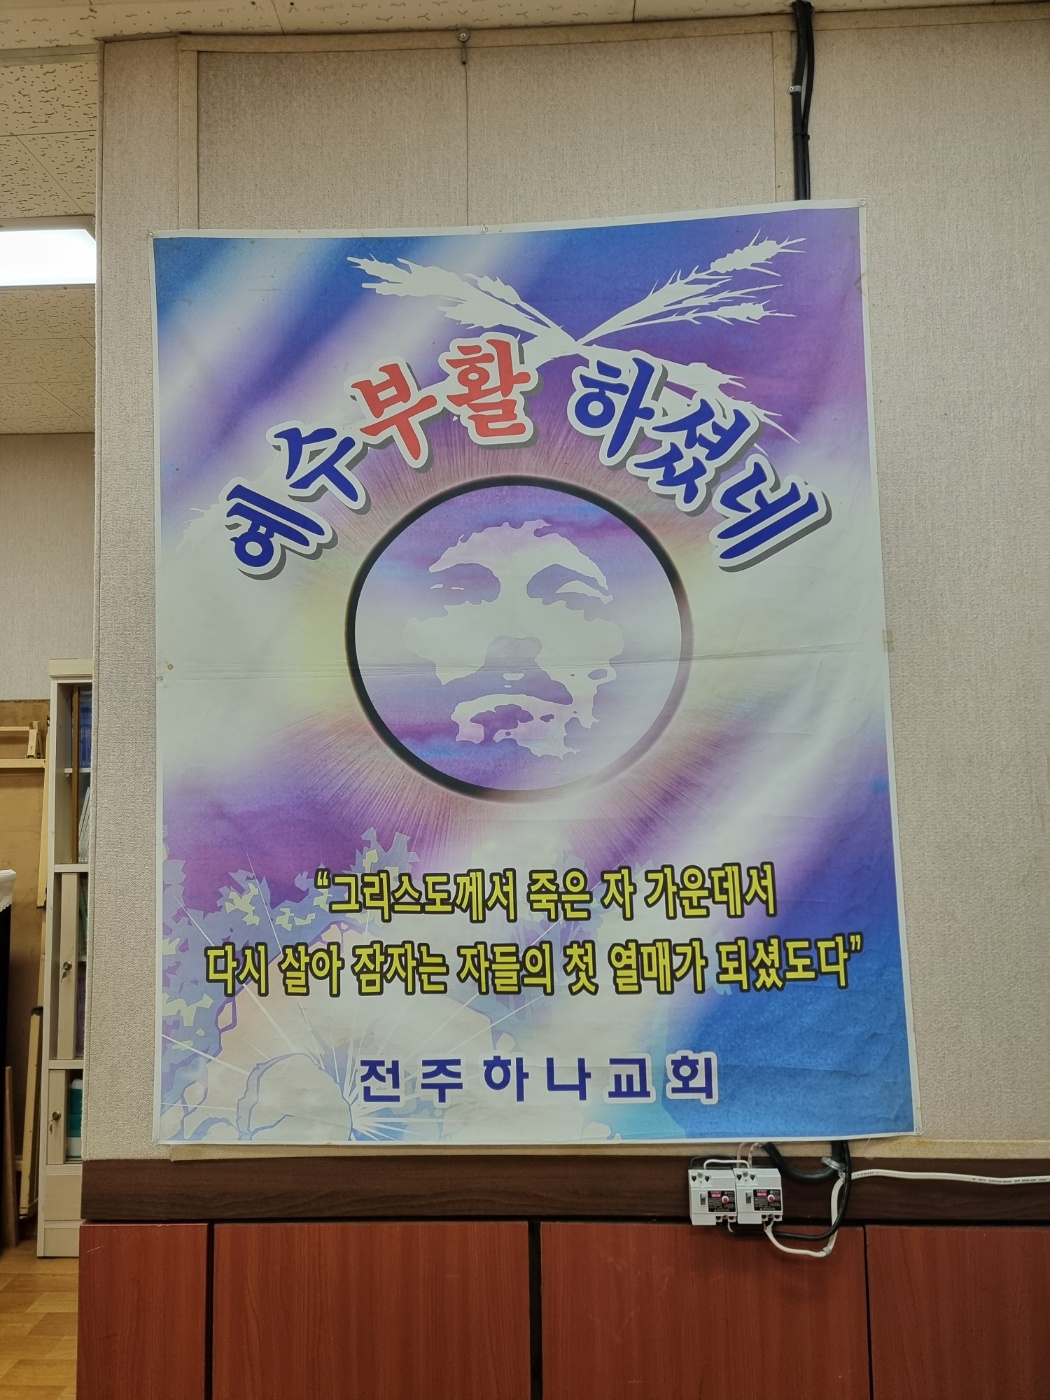 예수부활 하셨네
“그리스도께서 죽은 자 가운데서
다시 살아 잠자는 자들의 첫 열매가 되셨도다”
전주하나교회